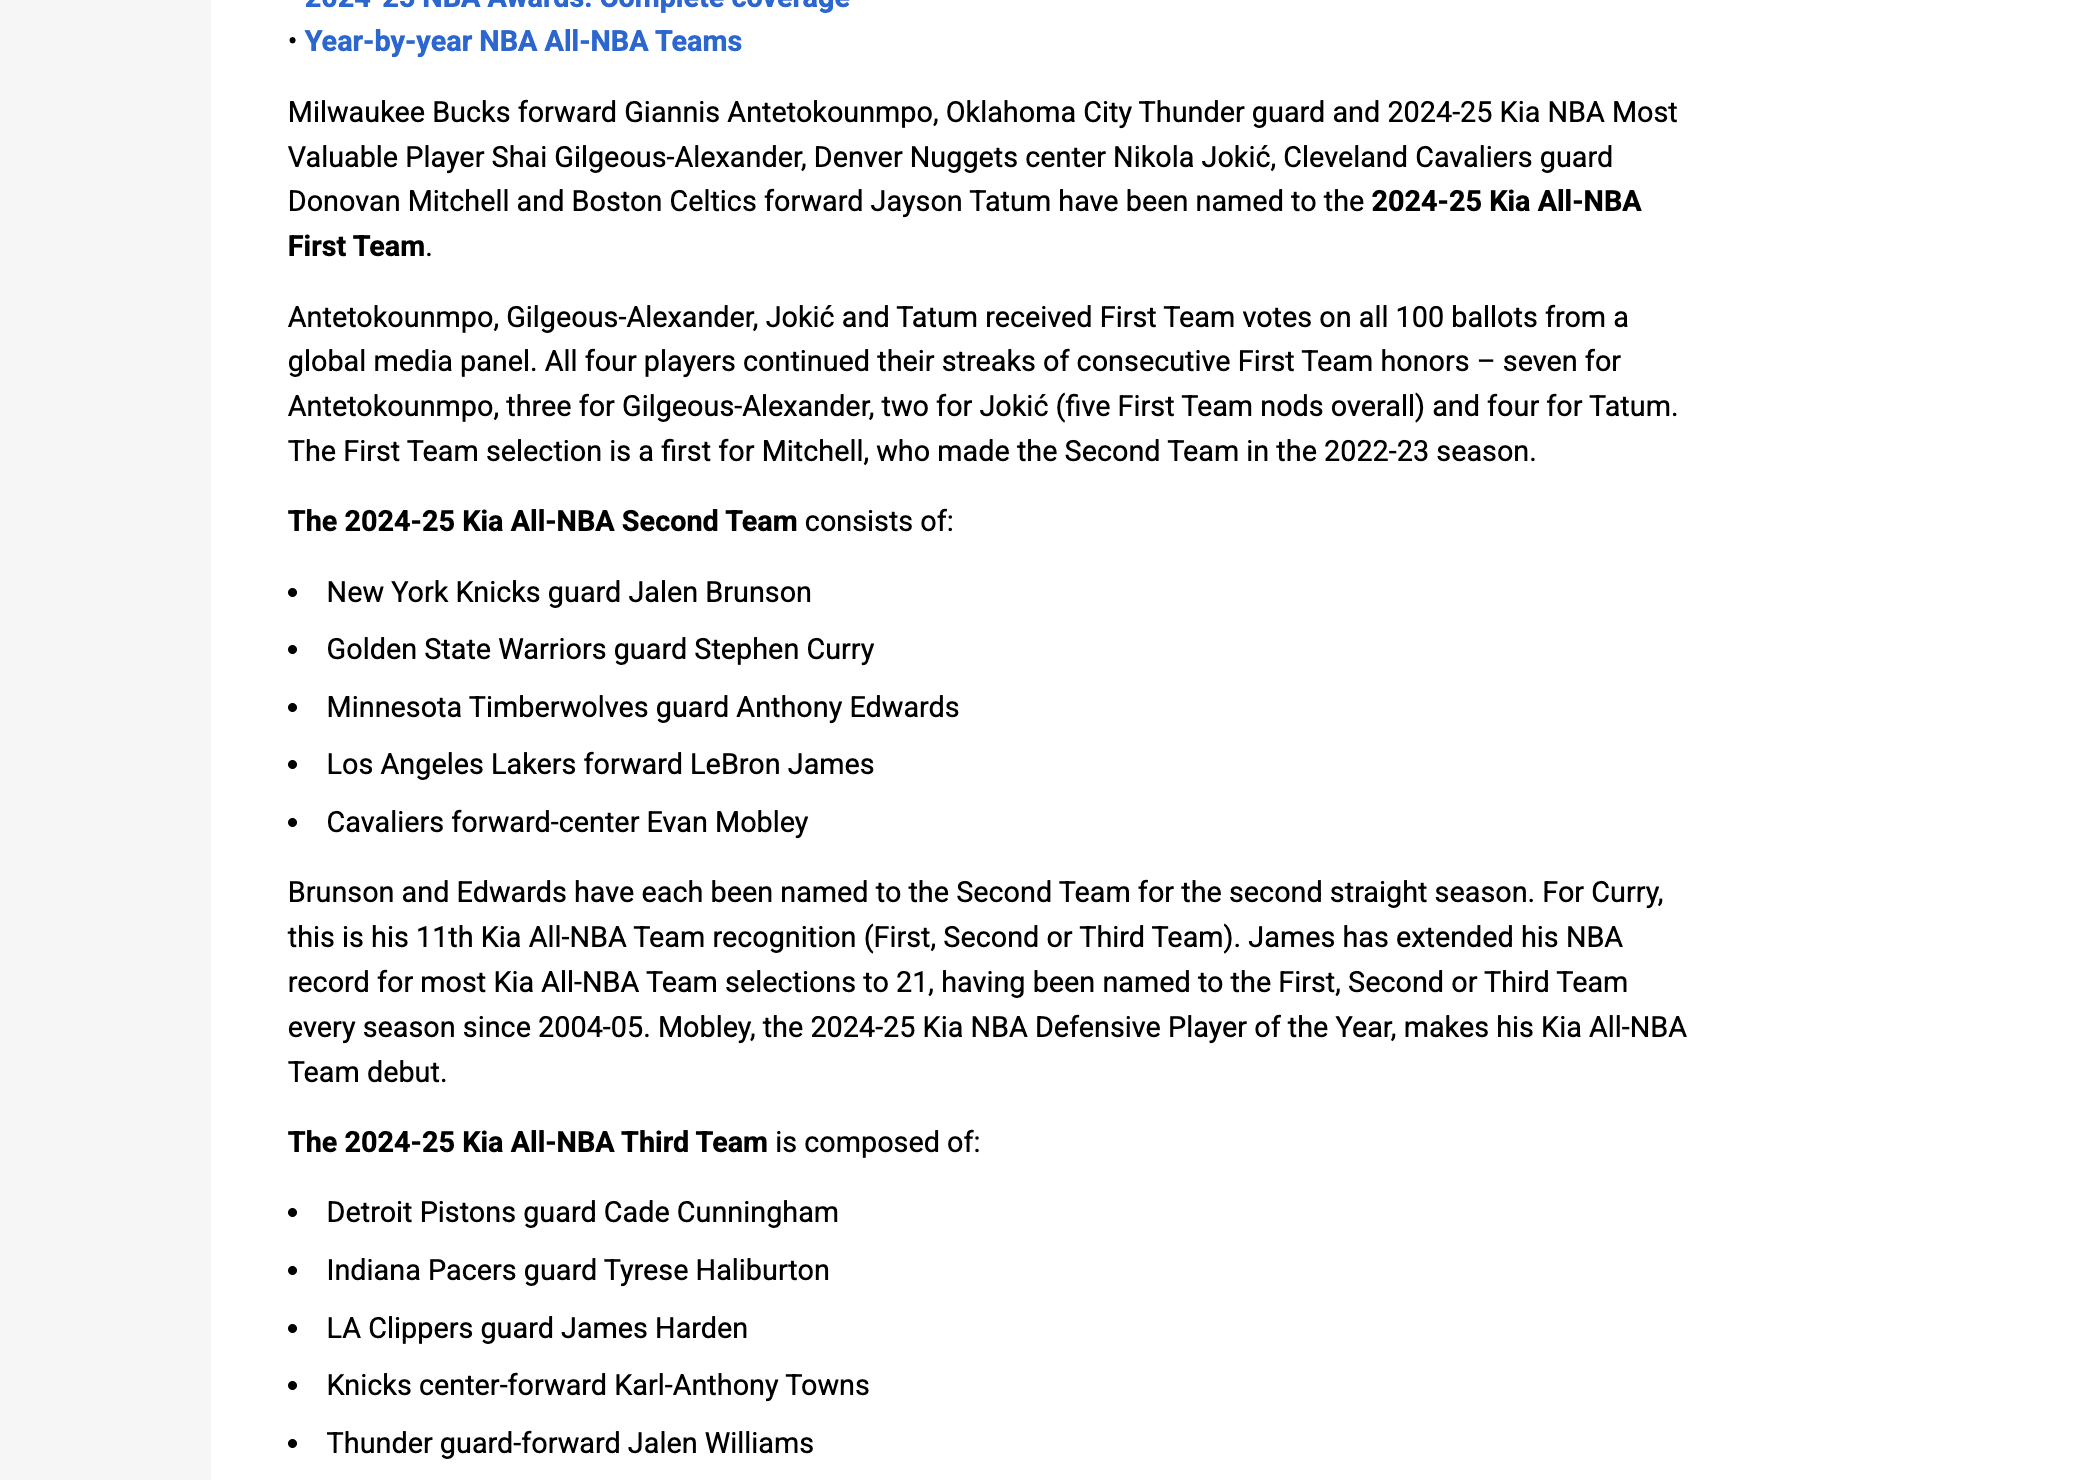 2024-25 NBA Awards: Complete coverage
· Year-by-year NBA All-NBA Teams
Milwaukee Bucks forward Giannis Antetokounmpo, Oklahoma City Thunder guard and 2024-25 Kia NBA Most
Valuable Player Shai Gilgeous-Alexander, Denver Nuggets center Nikola Jokić, Cleveland Cavaliers guard
Donovan Mitchell and Boston Celtics forward Jayson Tatum have been named to the 2024-25 Kia All-NBA
First Team.
Antetokounmpo, Gilgeous-Alexander, Jokić and Tatum received First Team votes on all 100 ballots from a
global media panel. All four players continued their streaks of consecutive First Team honors – seven for
Antetokounmpo, three for Gilgeous-Alexander, two for Jokić (five First Team nods overall) and four for Tatum.
The First Team selection is a first for Mitchell, who made the Second Team in the 2022-23 season.
The 2024-25 Kia All-NBA Second Team consists of:
• New York Knicks guard Jalen Brunson
• Golden State Warriors guard Stephen Curry
• Minnesota Timberwolves guard Anthony Edwards
• Los Angeles Lakers forward LeBron James
• Cavaliers forward-center Evan Mobley
Brunson and Edwards have each been named to the Second Team for the second straight season. For Curry,
this is his 11th Kia All-NBA Team recognition (First, Second or Third Team). James has extended his NBA
record for most Kia All-NBA Team selections to 21, having been named to the First, Second or Third Team
every season since 2004-05. Mobley, the 2024-25 Kia NBA Defensive Player of the Year, makes his Kia All-NBA
Team debut.
The 2024-25 Kia All-NBA Third Team is composed of:
• Detroit Pistons guard Cade Cunningham
• Indiana Pacers guard Tyrese Haliburton
• LA Clippers guard James Harden
• Knicks center-forward Karl-Anthony Towns
• Thunder guard-forward Jalen Williams